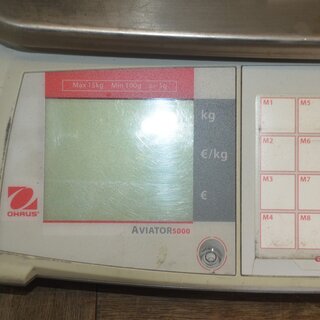 Max 15kg Min 100g e= 5g
kg
€/kg
€
OHAUS
AVIATOR5000
M1
M5
M2
M6
M3
M7
M4
M8